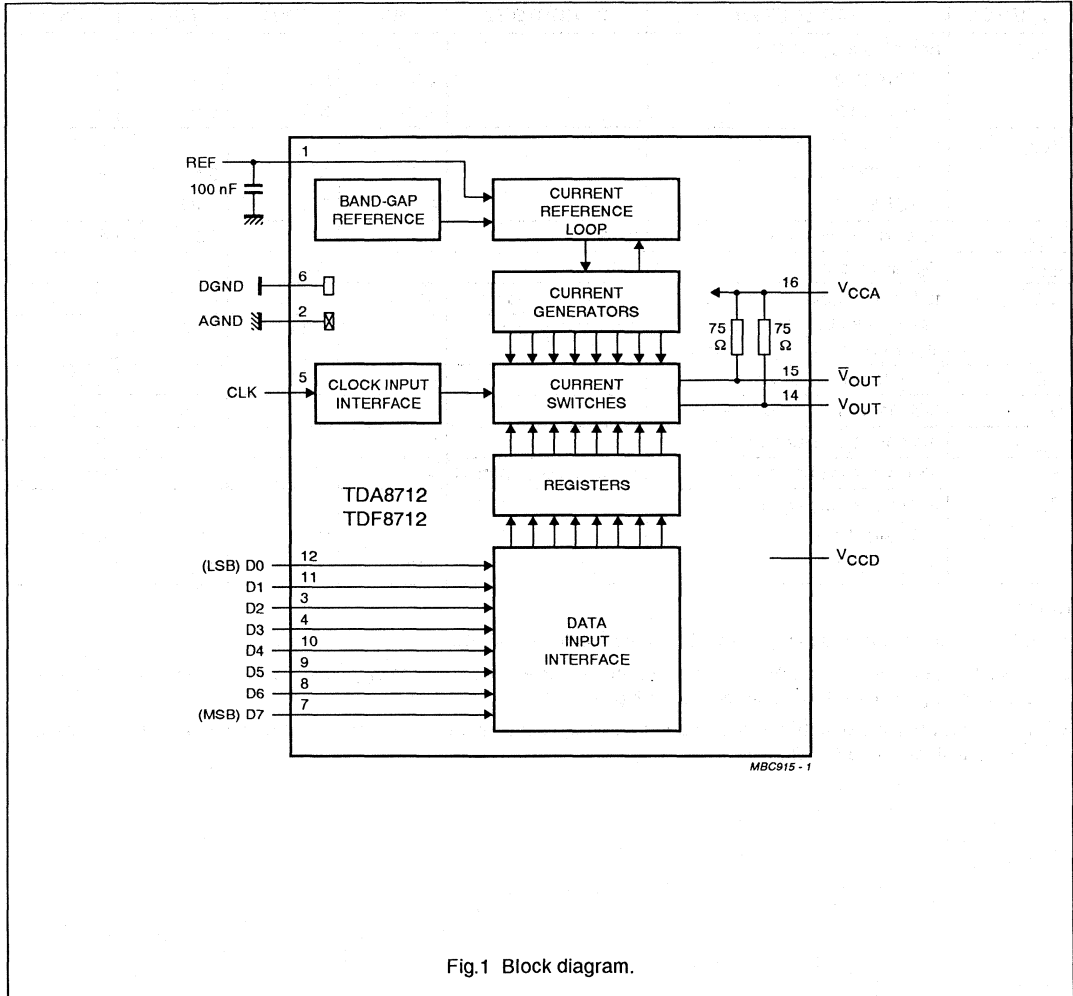 REF
1
100 nF
BAND-GAP
REFERENCE
CURRENT
REFERENCE
LOOP
DGND
6
AGND
2
CURRENT
GENERATORS
16
VCCA
75
Ω
75
Ω
CLK
5
CLOCK INPUT
INTERFACE
CURRENT
SWITCHES
15
V̅OUT
14
VOUT
REGISTERS
TDA8712
TDF8712
(LSB) D0
12
D1
11
D2
3
D3
4
D4
10
D5
9
D6
8
(MSB) D7
7
DATA
INPUT
INTERFACE
VCCD
MBC915 - 1
Fig.1 Block diagram.